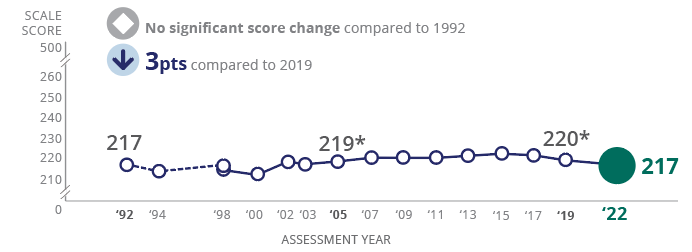 SCALE
SCORE
No significant score change compared to 1992
500
3pts compared to 2019
260
250
240
230
220
210
0
217
219*
220*
217
‘92 ‘94 ‘98 ‘00 ‘02 ‘03 ‘05 ‘07 ‘09 ‘11 ‘13 ‘15 ‘17 ‘19 ‘22
ASSESSMENT YEAR